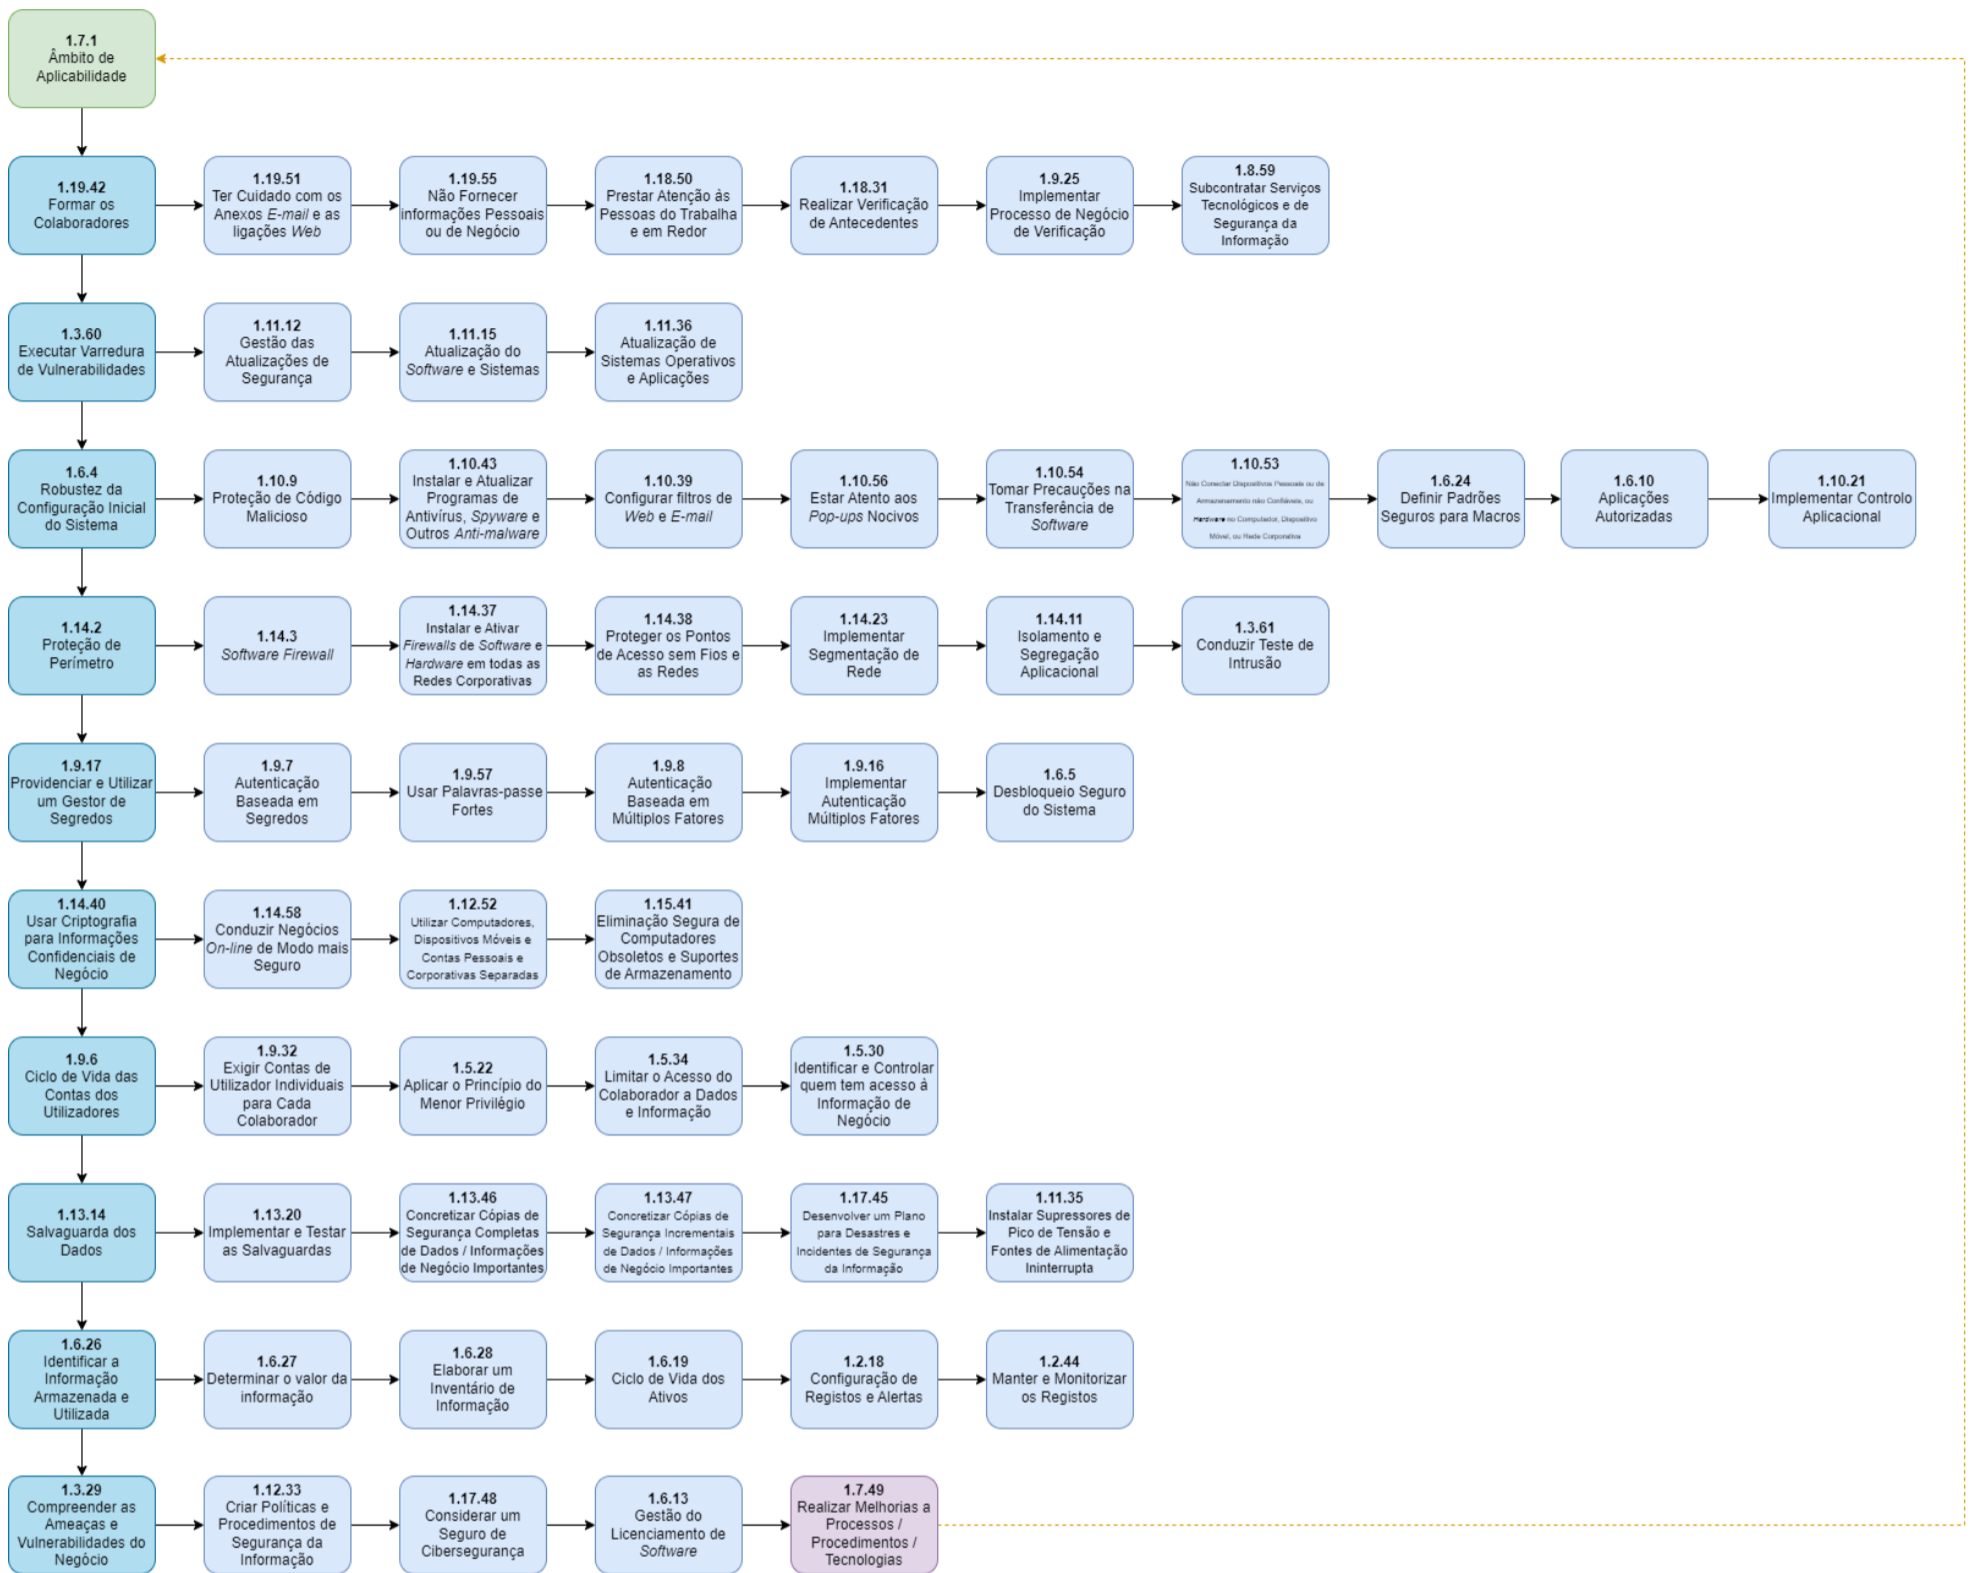 1.7.1
Âmbito de
Aplicabilidade
1.19.42
Formar os
Colaboradores
1.19.51
Ter Cuidado com os
Anexos E-mail e as
ligações Web
1.19.55
Não Fornecer
informações Pessoais
ou de Negócio
1.18.50
Prestar Atenção às
Pessoas do Trabalha
e em Redor
1.18.31
Realizar Verificação
de Antecedentes
1.9.25
Implementar
Processo de Negócio
de Verificação
1.8.59
Subcontratar Serviços
Tecnológicos e de
Segurança da
Informação
1.3.60
Executar Varredura
de Vulnerabilidades
1.11.12
Gestão das
Atualizações de
Segurança
1.11.15
Atualização do
Software e Sistemas
1.11.36
Atualização de
Sistemas Operativos
e Aplicações
1.6.4
Robustez da
Configuração Inicial
do Sistema
1.10.9
Proteção de Código
Malicioso
1.10.43
Instalar e Atualizar
Programas de
Antivírus, Spyware e
Outros Anti-malware
1.10.39
Configurar filtros de
Web e E-mail
1.10.56
Estar Atento aos
Pop-ups Nocivos
1.10.54
Tomar Precauções na
Transferência de
Software
1.10.53
Não Conectar Dispositivos Pessoais ou de
Armazenamento não Confiáveis, ou
Hardware no Computador, Dispositivo
Móvel, ou Rede Corporativa
1.6.24
Definir Padrões
Seguros para Macros
1.6.10
Aplicações
Autorizadas
1.10.21
Implementar Controlo
Aplicacional
1.14.2
Proteção de
Perímetro
1.14.3
Software Firewall
1.14.37
Instalar e Ativar
Firewalls de Software e
Hardware em todas as
Redes Corporativas
1.14.38
Proteger os Pontos
de Acesso sem Fios e
as Redes
1.14.23
Implementar
Segmentação de
Rede
1.14.11
Isolamento e
Segregação
Aplicacional
1.3.61
Conduzir Teste de
Intrusão
1.9.17
Providenciar e Utilizar
um Gestor de
Segredos
1.9.7
Autenticação
Baseada em
Segredos
1.9.57
Usar Palavras-passe
Fortes
1.9.8
Autenticação
Baseada em
Múltiplos Fatores
1.9.16
Implementar
Autenticação
Múltiplos Fatores
1.6.5
Desbloqueio Seguro
do Sistema
1.14.40
Usar Criptografia
para Informações
Confidenciais de
Negócio
1.14.58
Conduzir Negócios
On-line de Modo mais
Seguro
1.12.52
Utilizar Computadores,
Dispositivos Móveis e
Contas Pessoais e
Corporativas Separadas
1.15.41
Eliminação Segura de
Computadores
Obsoletos e Suportes
de Armazenamento
1.9.6
Ciclo de Vida das
Contas dos
Utilizadores
1.9.32
Exigir Contas de
Utilizador Individuais
para Cada
Colaborador
1.5.22
Aplicar o Princípio do
Menor Privilégio
1.5.34
Limitar o Acesso do
Colaborador a Dados
e Informação
1.5.30
Identificar e Controlar
quem tem acesso à
Informação de
Negócio
1.13.14
Salvaguarda dos
Dados
1.13.20
Implementar e Testar
as Salvaguardas
1.13.46
Concretizar Cópias de
Segurança Completas
de Dados / Informações
de Negócio Importantes
1.13.47
Concretizar Cópias de
Segurança Incrementais
de Dados / Informações
de Negócio Importantes
1.17.45
Desenvolver um Plano
para Desastres e
Incidentes de Segurança
da Informação
1.11.35
Instalar Supressores de
Pico de Tensão e
Fontes de Alimentação
Ininterrupta
1.6.26
Identificar a
Informação
Armazenada e
Utilizada
1.6.27
Determinar o valor da
informação
1.6.28
Elaborar um
Inventário de
Informação
1.6.19
Ciclo de Vida dos
Ativos
1.2.18
Configuração de
Registos e Alertas
1.2.44
Manter e Monitorizar
os Registos
1.3.29
Compreender as
Ameaças e
Vulnerabilidades do
Negócio
1.12.33
Criar Políticas e
Procedimentos de
Segurança da
Informação
1.17.48
Considerar um
Seguro de
Cibersegurança
1.6.13
Gestão do
Licenciamento de
Software
1.7.49
Realizar Melhorias a
Processos /
Procedimentos /
Tecnologias